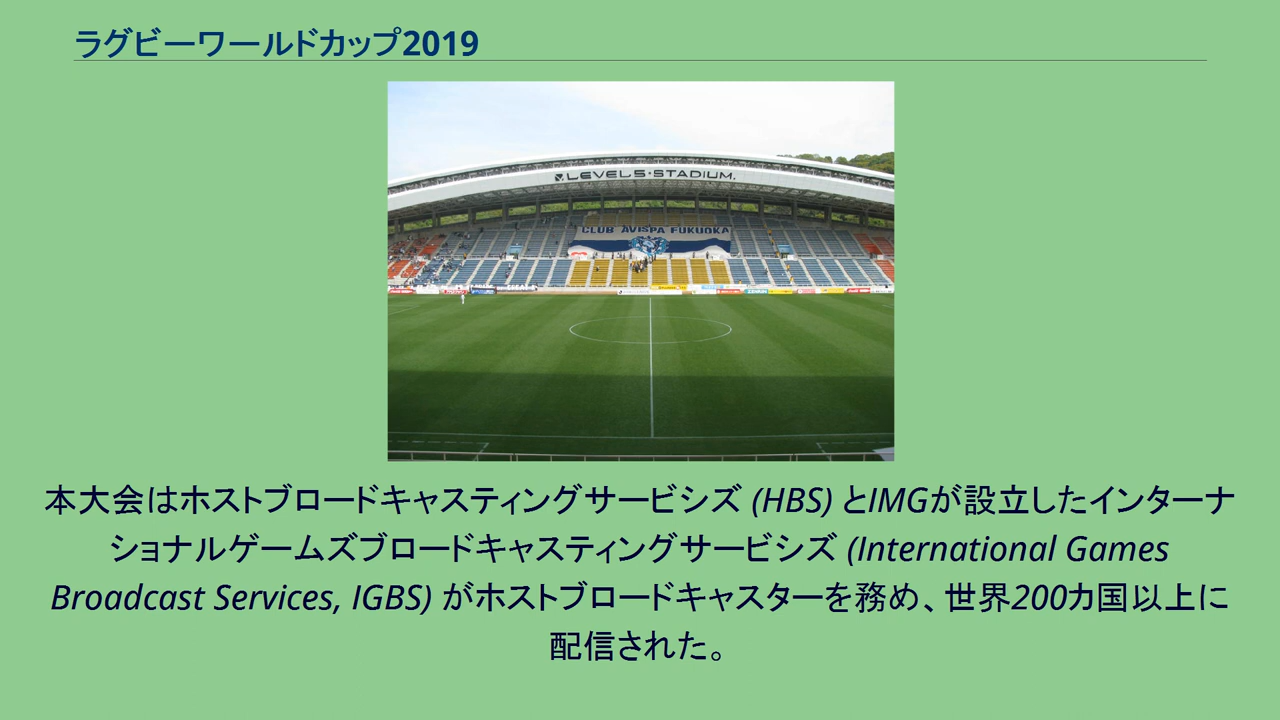 ラグビーワールドカップ2019
LEVEL5・STADIUM.
CLUB AVISPA FUKUOKA
本大会はホストブロードキャスティングサービシズ (HBS) とIMGが設立したインターナ
ショナルゲームズブロードキャスティングサービシズ (International Games
Broadcast Services, IGBS) がホストブロードキャスターを務め、世界200カ国以上に
配信された。